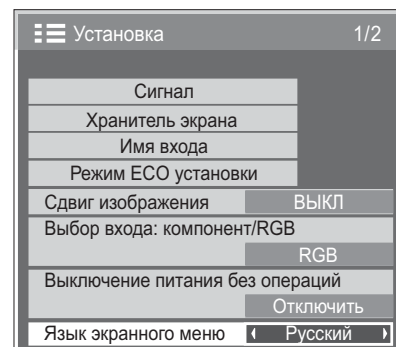 Установка 1/2
Сигнал
Хранитель экрана
Имя входа
Режим ECO установки
Сдвиг изображения ВЫКЛ
Выбор входа: компонент/RGB
RGB
Выключение питания без операций
Отключить
Язык экранного меню Русский